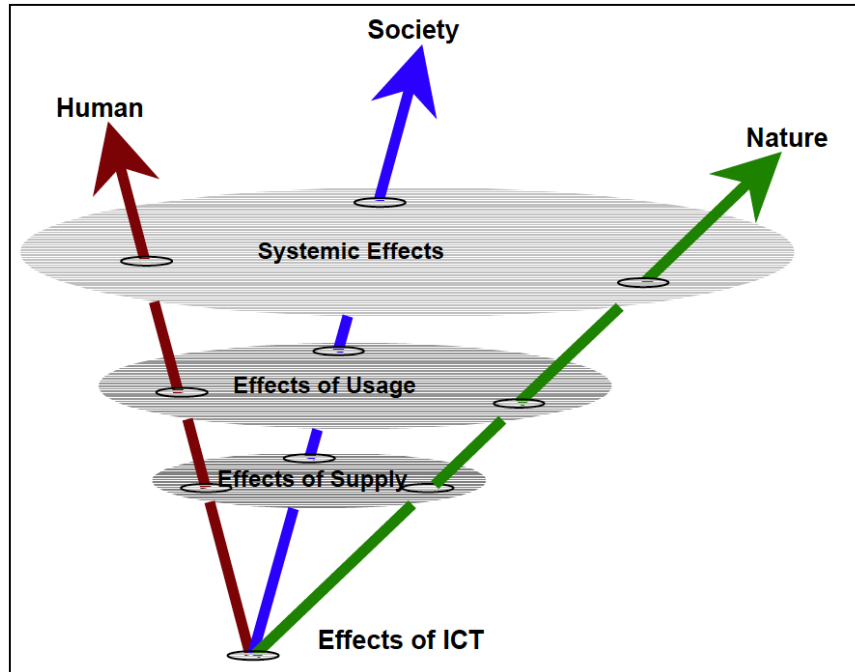 Society
Human
Nature
Systemic Effects
Effects of Usage
Effects of Supply
Effects of ICT